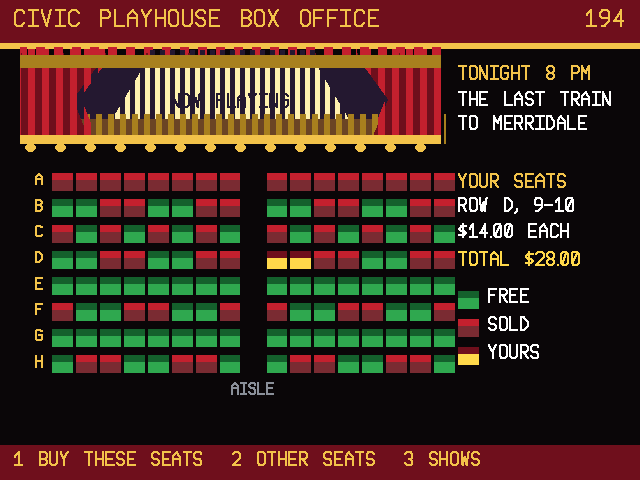 CIVIC PLAYHOUSE BOX OFFICE 194
NOW PLAYING
TONIGHT 8 PM
THE LAST TRAIN
TO MERRIDALE
A
B
C
D
E
F
G
H
AISLE
YOUR SEATS
ROW D, 9-10
$14.00 EACH
TOTAL $28.00
FREE
SOLD
YOURS
1 BUY THESE SEATS 2 OTHER SEATS 3 SHOWS